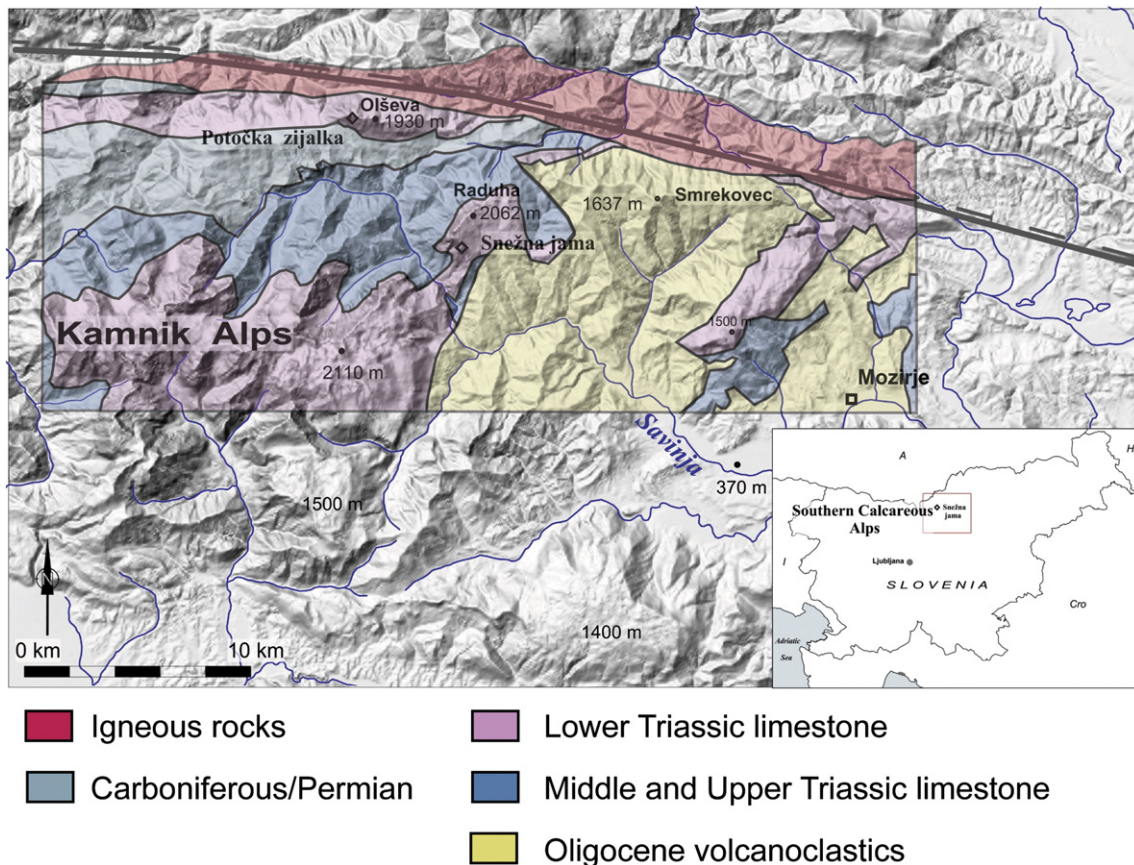 Olševa
1930 m
Potočka zijalka
Raduha
2062 m
Snežna jama
1637 m
Smrekovec
Kamnik Alps
2110 m
1500 m
Mozirje
Savinja
370 m
1500 m
1400 m
N
0 km
10 km
A
H
Southern Calcareous
Alps
Snežna
jama
I
Ljubljana
SLOVENIA
Cro
Adriatic
Sea
Igneous rocks
Lower Triassic limestone
Carboniferous/Permian
Middle and Upper Triassic limestone
Oligocene volcanoclastics